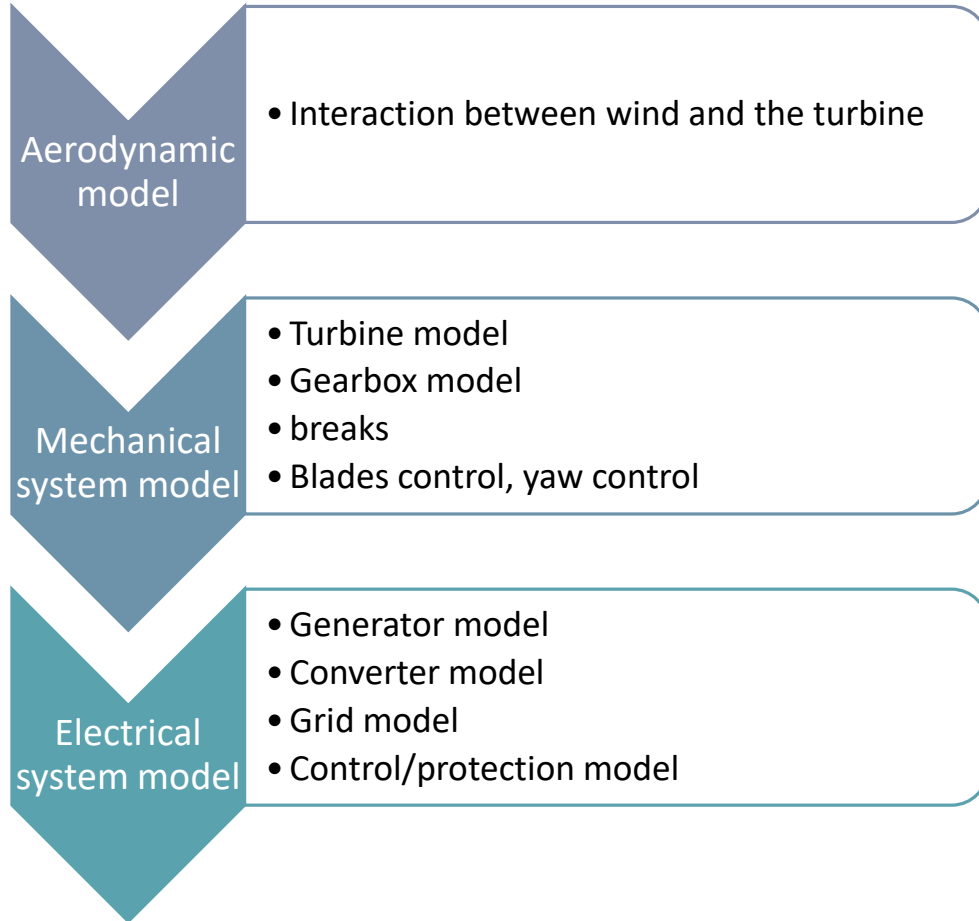 Aerodynamic
model
• Interaction between wind and the turbine
Mechanical
system model
• Turbine model
• Gearbox model
• breaks
• Blades control, yaw control
Electrical
system model
• Generator model
• Converter model
• Grid model
• Control/protection model